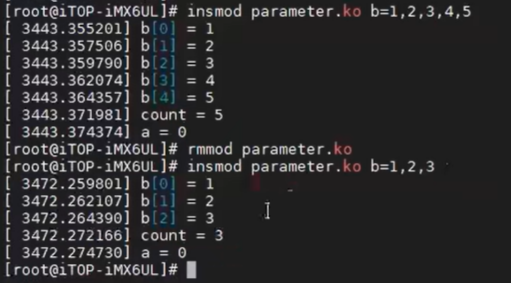 [root@iTOP-iMX6UL]# insmod parameter.ko b=1,2,3,4,5
[ 3443.355201] b[0] = 1
[ 3443.357506] b[1] = 2
[ 3443.359790] b[2] = 3
[ 3443.362074] b[3] = 4
[ 3443.364357] b[4] = 5
[ 3443.371981] count = 5
[ 3443.374374] a = 0
[root@iTOP-iMX6UL]# rmmod parameter.ko
[root@iTOP-iMX6UL]# insmod parameter.ko b=1,2,3
[ 3472.259801] b[0] = 1
[ 3472.262107] b[1] = 2
[ 3472.264390] b[2] = 3
[ 3472.272166] count = 3
[ 3472.274730] a = 0
[root@iTOP-iMX6UL]#